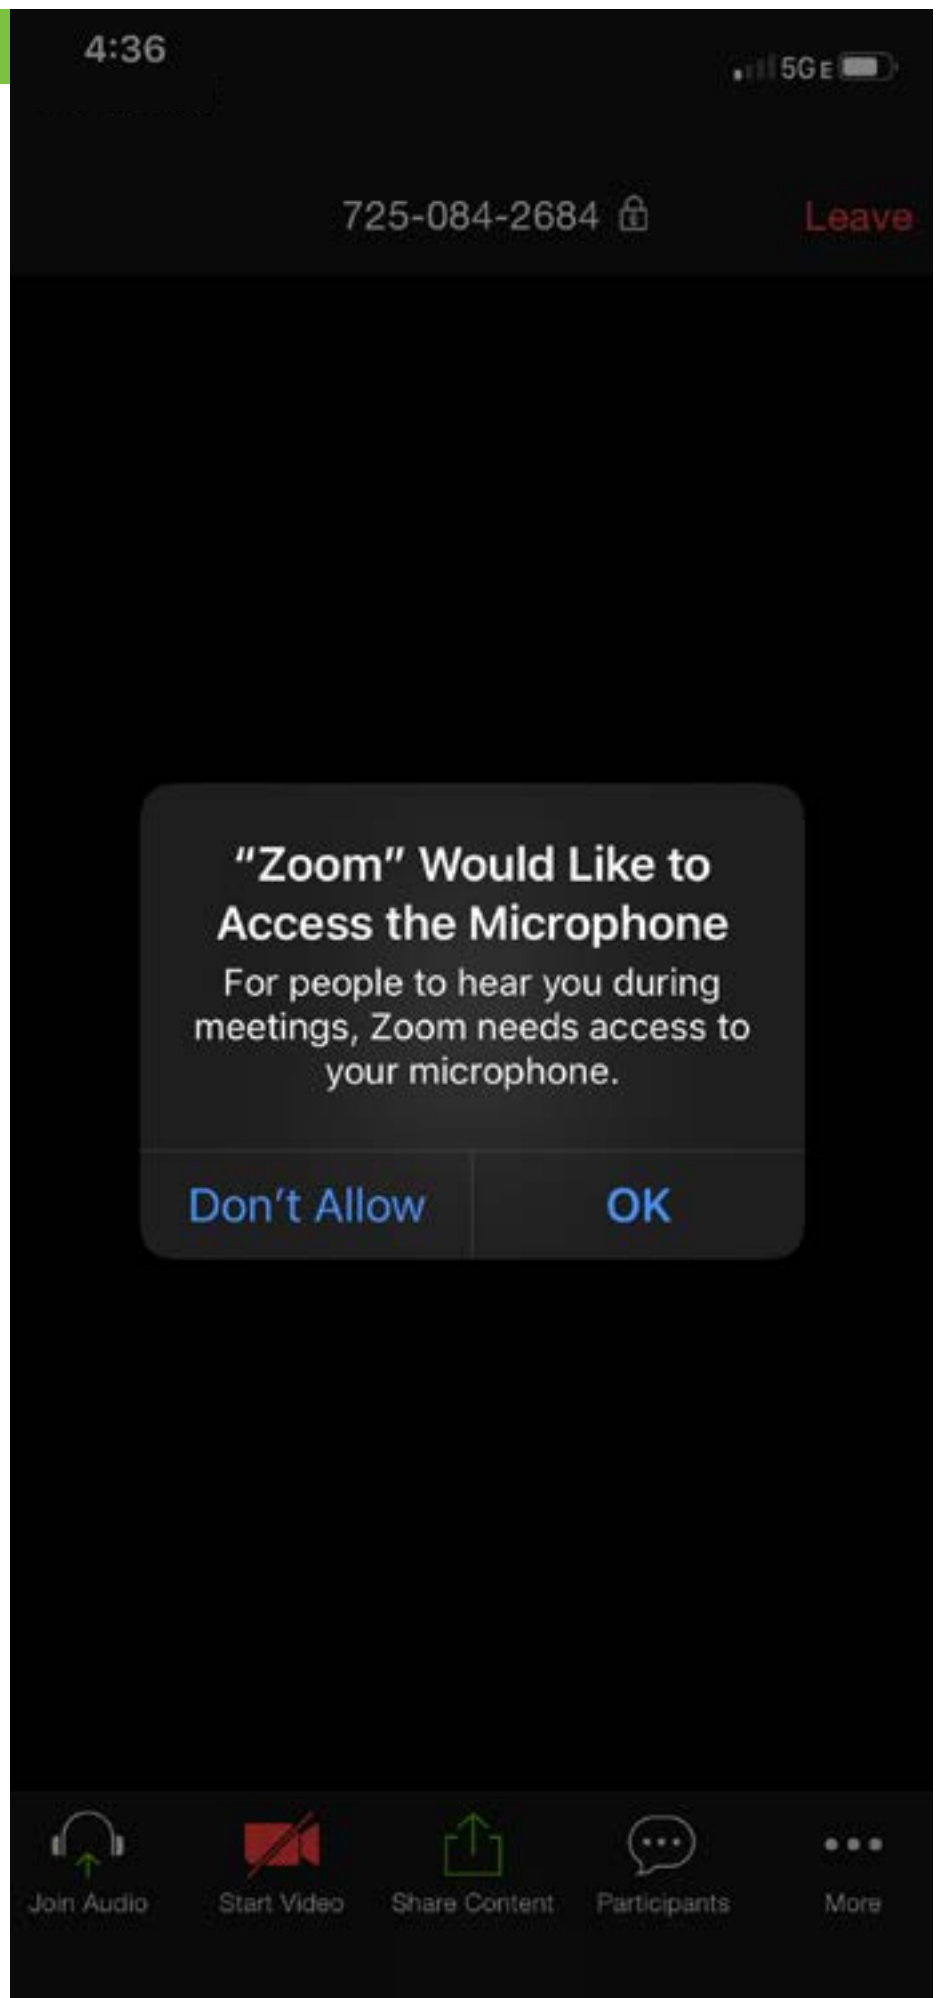 4:36
5GE
725-084-2684
Leave
“Zoom” Would Like to
Access the Microphone
For people to hear you during
meetings, Zoom needs access to
your microphone.
Don’t Allow
OK
Join Audio
Start Video
Share Content
Participants
More